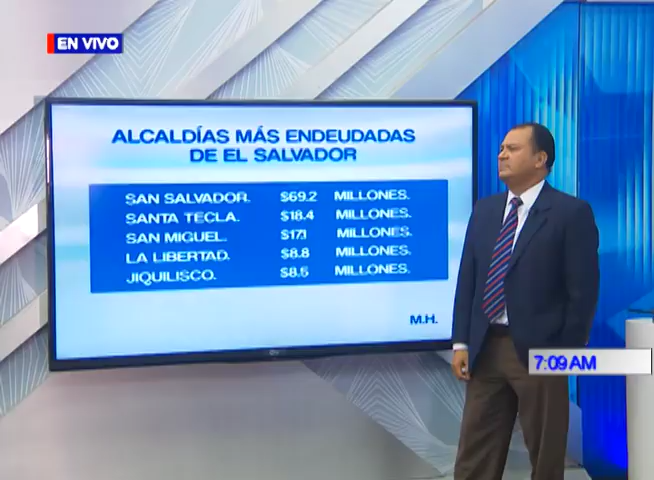 EN VIVO
ALCALDÍAS MÁS ENDEUDADAS
DE EL SALVADOR
SAN SALVADOR. $69.2 MILLONES.
SANTA TECLA. $18.4 MILLONES.
SAN MIGUEL. $17.1 MILLONES.
LA LIBERTAD. $8.8 MILLONES.
JIQUILISCO. $8.5 MILLONES.
M.H.
7:09 AM